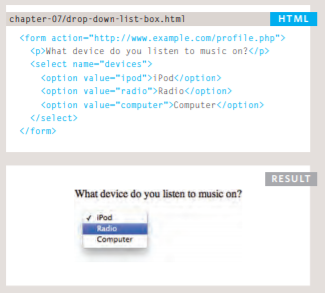 chapter-07/drop-down-list-box.html HTML
<form action="http://www.example.com/profile.php">
<p>What device do you listen to music on?</p>
<select name="devices">
<option value="ipod">iPod</option>
<option value="radio">Radio</option>
<option value="computer">Computer</option>
</select>
</form>
RESULT
What device do you listen to music on?
✓ iPod
Radio
Computer